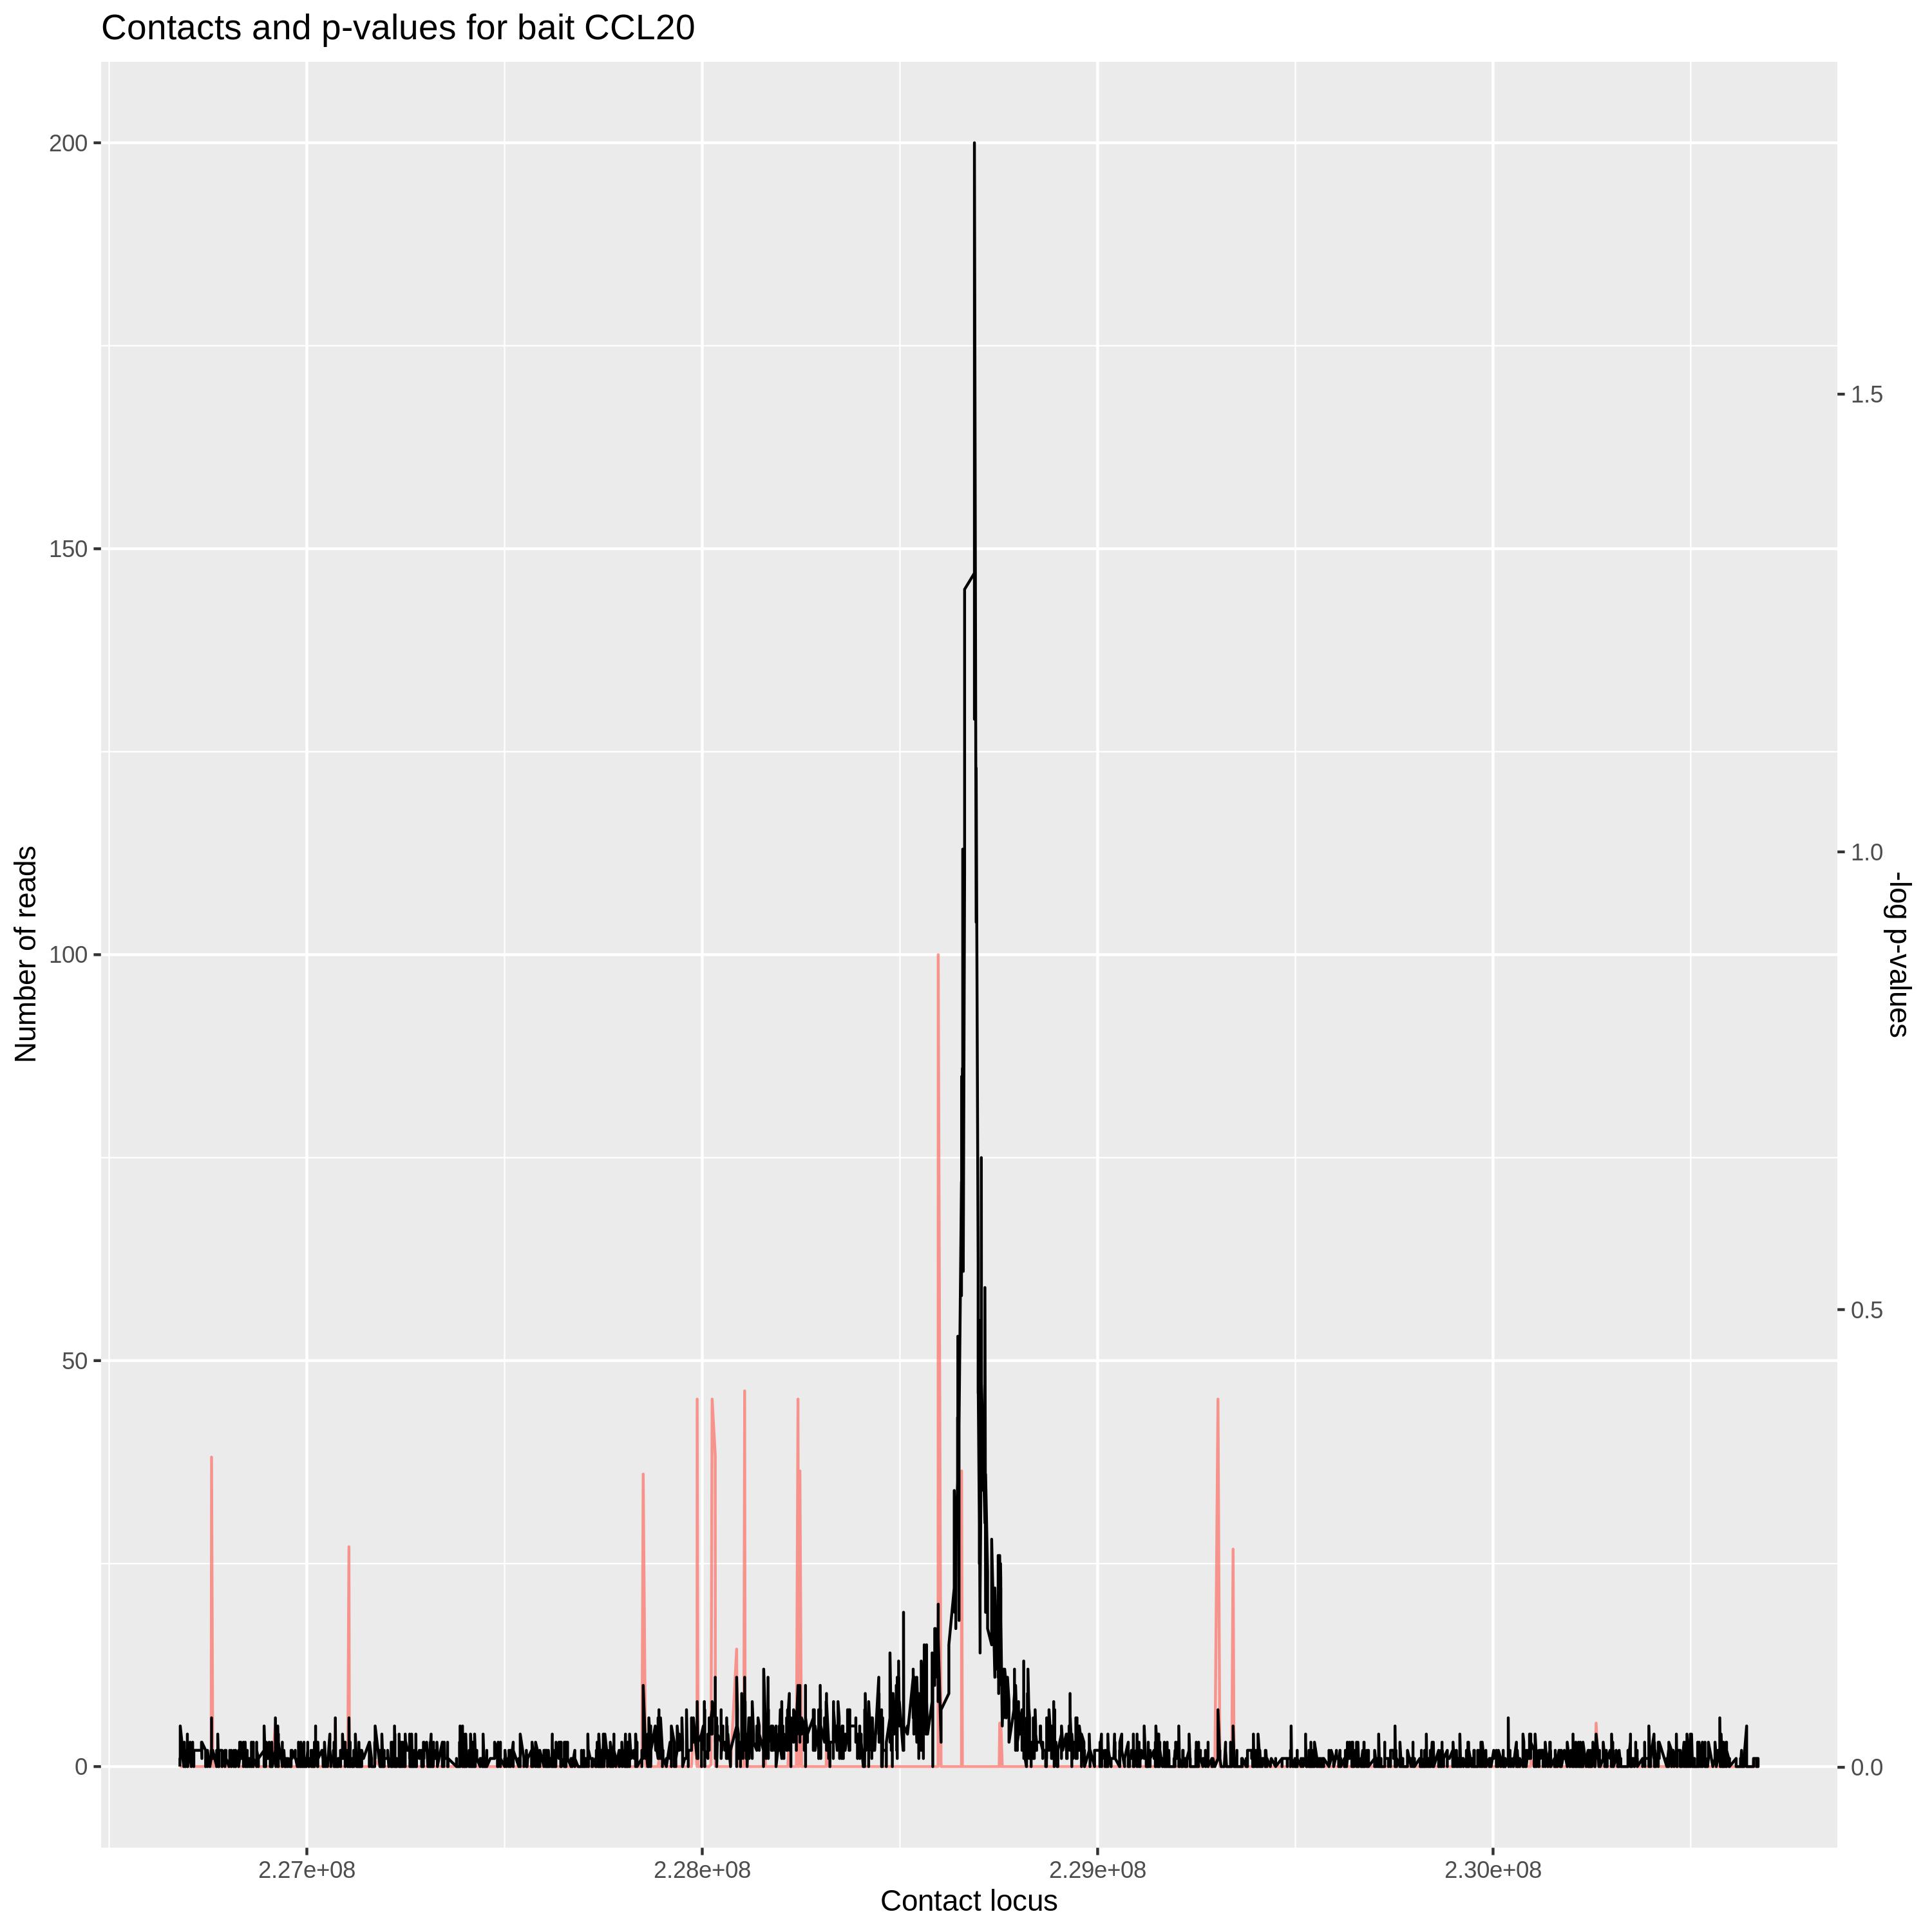 Contacts and p-values for bait CCL20
200
150
100
50
0
1.5
1.0
0.5
0.0
Number of reads
-log p-values
2.27e+08
2.28e+08
2.29e+08
2.30e+08
Contact locus